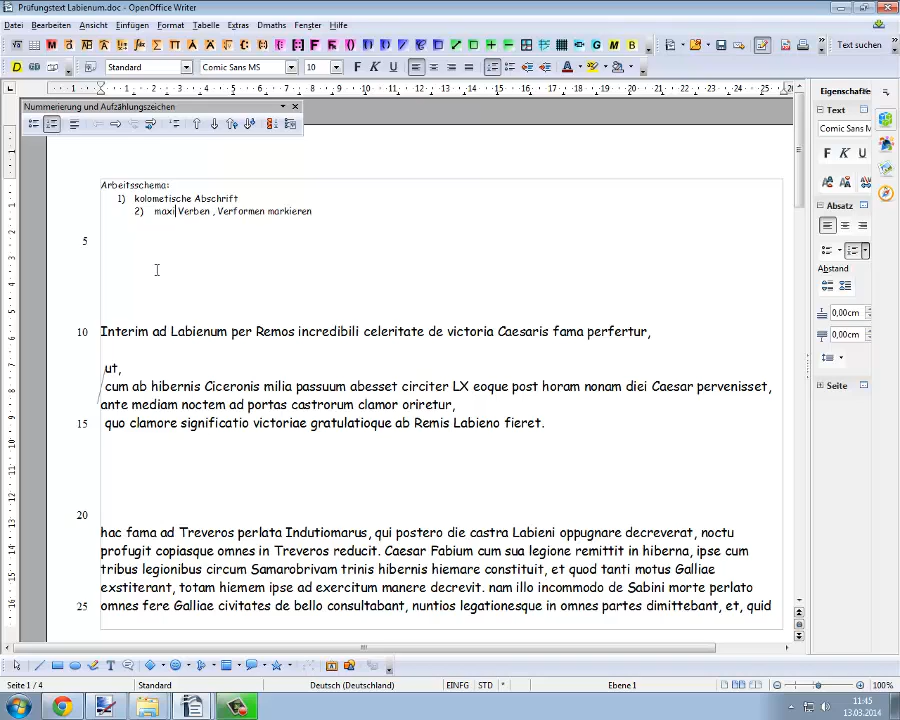 Prüfungstext Labienum.doc - OpenOffice Writer
Datei Bearbeiten Ansicht Einfügen Format Tabelle Extras Dmaths Fenster Hilfe
Text suchen
Standard Comic Sans MS 10 F K U
Nummerierung und Aufzählungszeichen
Eigenschafte
Text
Comic Sans M
F K U
Absatz
Abstand
0,00cm
0,00cm
Seite
Arbeitsschema:
1) kolometische Abschrift
2) maxi Verben , Verformen markieren
5
10 Interim ad Labienum per Remos incredibili celeritate de victoria Caesaris fama perfertur,
ut,
cum ab hibernis Ciceronis milia passuum abesset circiter LX eoque post horam nonam diei Caesar pervenisset,
ante mediam noctem ad portas castrorum clamor oriretur,
15 quo clamore significatio victoriae gratulatioque ab Remis Labieno fieret.
20
hac fama ad Treveros perlata Indutiomarus, qui postero die castra Labieni oppugnare decreverat, noctu
profugit copiasque omnes in Treveros reducit. Caesar Fabium cum sua legione remittit in hiberna, ipse cum
tribus legionibus circum Samarobrivam trinis hibernis hiemare constituit, et quod tanti motus Galliae
exstiterant, totam hiemem ipse ad exercitum manere decrevit. nam illo incommodo de Sabini morte perlato
25 omnes fere Galliae civitates de bello consultabant, nuntios legationesque in omnes partes dimittebant, et, quid
Seite 1 / 4 Standard Deutsch (Deutschland) EINFG STD * Ebene 1 100%
11:45
13.03.2014